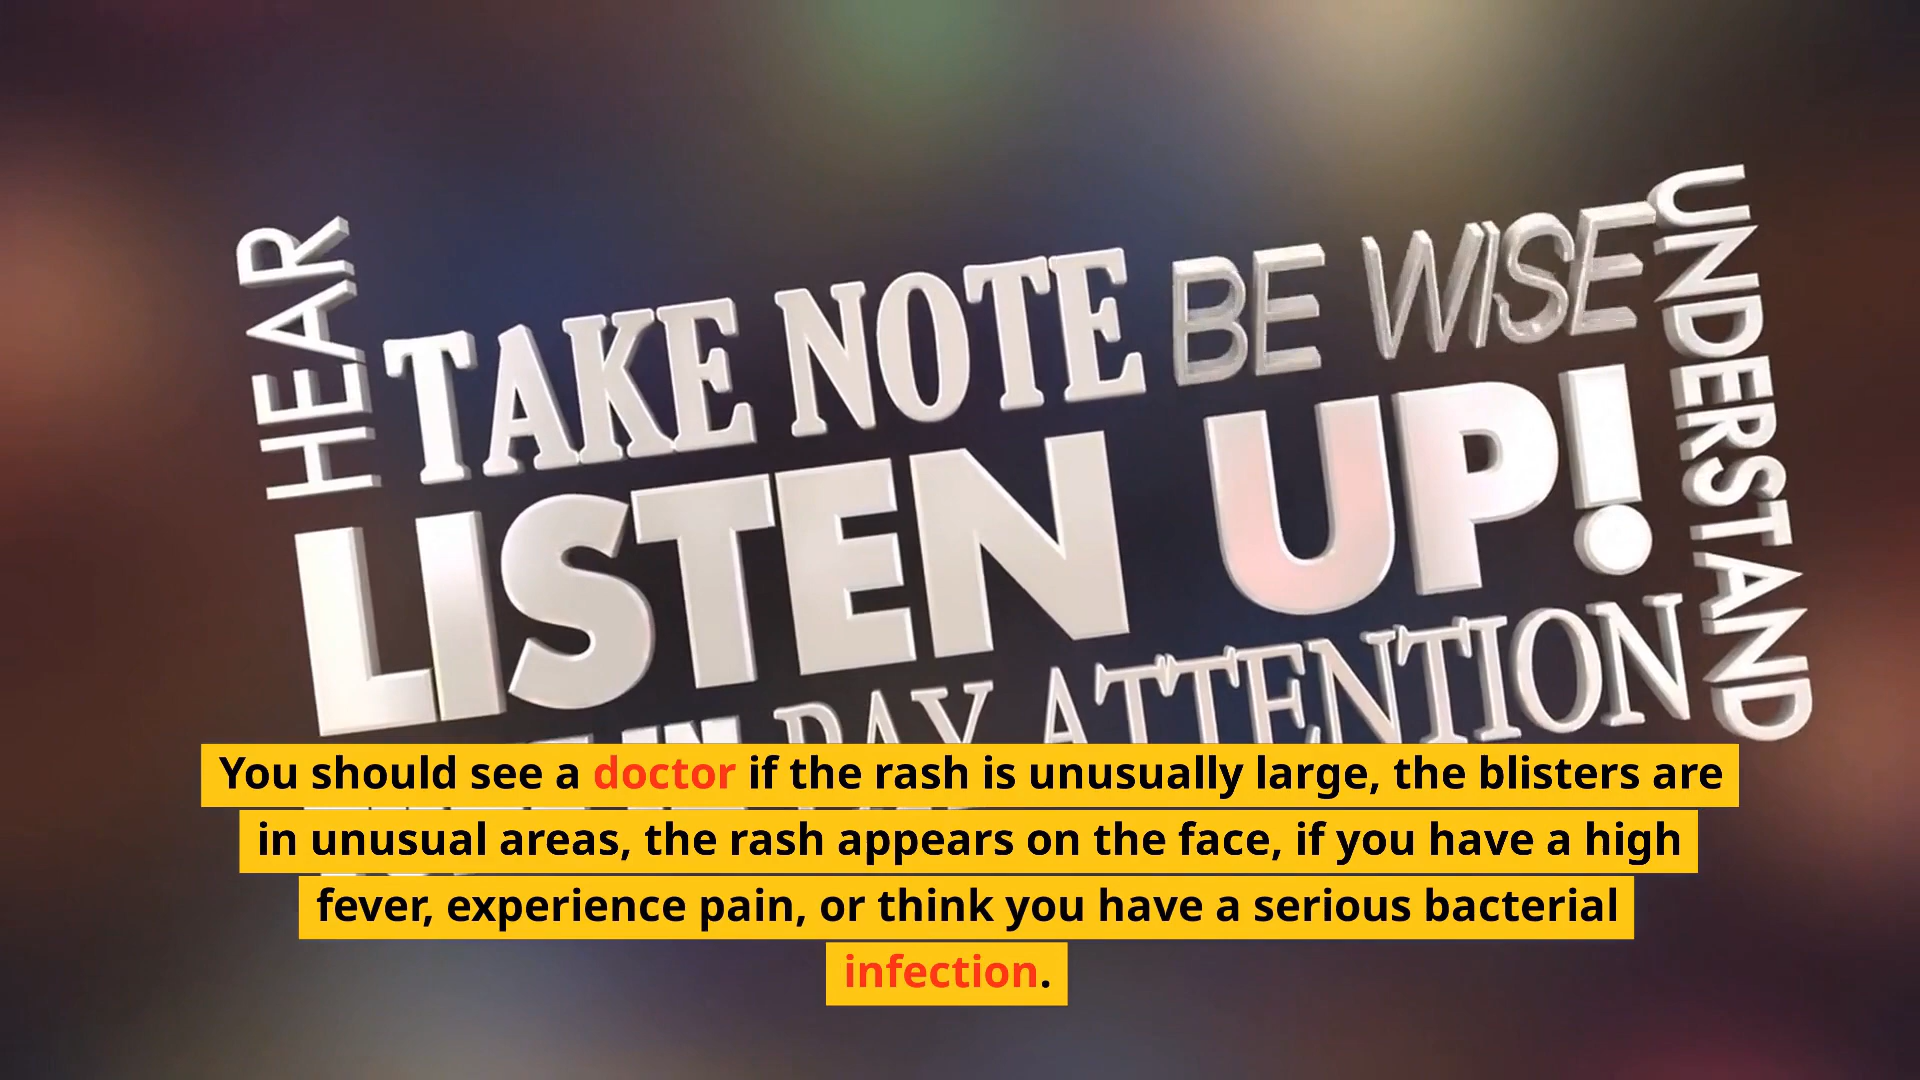 HEAR
TAKE NOTE BE WISE
UNDERSTAND
LISTEN UP!
PAY ATTENTION
You should see a doctor if the rash is unusually large, the blisters are
in unusual areas, the rash appears on the face, if you have a high
fever, experience pain, or think you have a serious bacterial
infection.